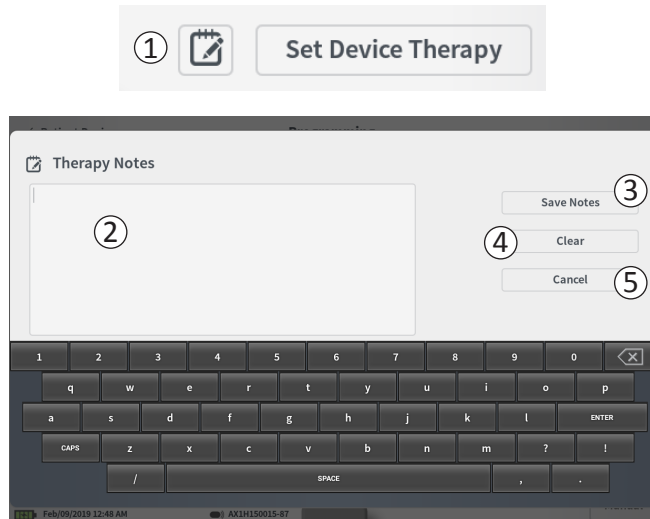 ① Set Device Therapy
Therapy Notes
②
Save Notes ③
④ Clear
Cancel ⑤
1 2 3 4 5 6 7 8 9 0
q w e r t y u i o p
a s d f g h j k l ENTER
CAPS z x c v b n m ? !
/ SPACE , .
Feb/09/2019 12:48 AM AX1H150015-87